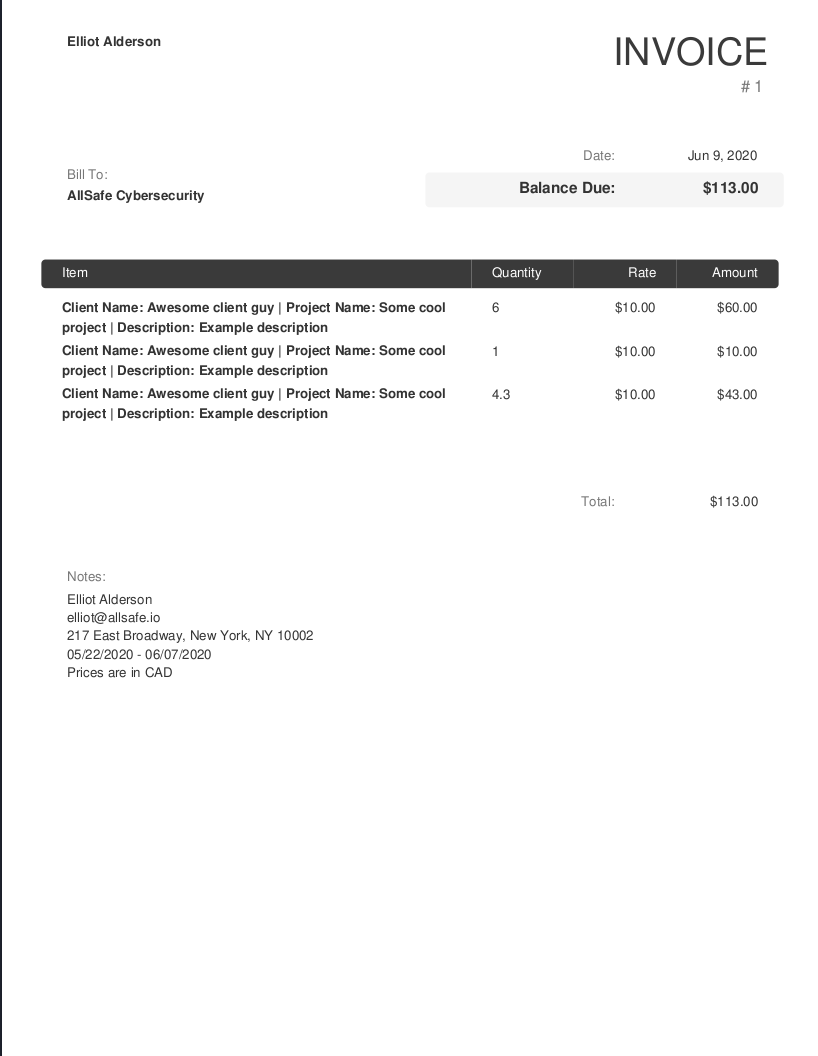 Elliot Alderson
INVOICE
# 1
Date: Jun 9, 2020
Bill To:
AllSafe Cybersecurity
Balance Due: $113.00
Item Quantity Rate Amount
Client Name: Awesome client guy | Project Name: Some cool 6 $10.00 $60.00
project | Description: Example description
Client Name: Awesome client guy | Project Name: Some cool 1 $10.00 $10.00
project | Description: Example description
Client Name: Awesome client guy | Project Name: Some cool 4.3 $10.00 $43.00
project | Description: Example description
Total: $113.00
Notes:
Elliot Alderson
elliot@allsafe.io
217 East Broadway, New York, NY 10002
05/22/2020 - 06/07/2020
Prices are in CAD